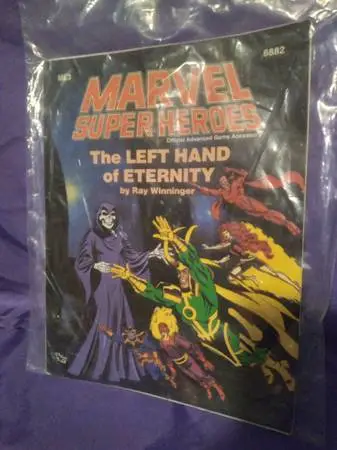 6882
MARVEL
SUPER HEROES
Official Advanced Game Adventure
The LEFT HAND
of ETERNITY
by Ray Winninger